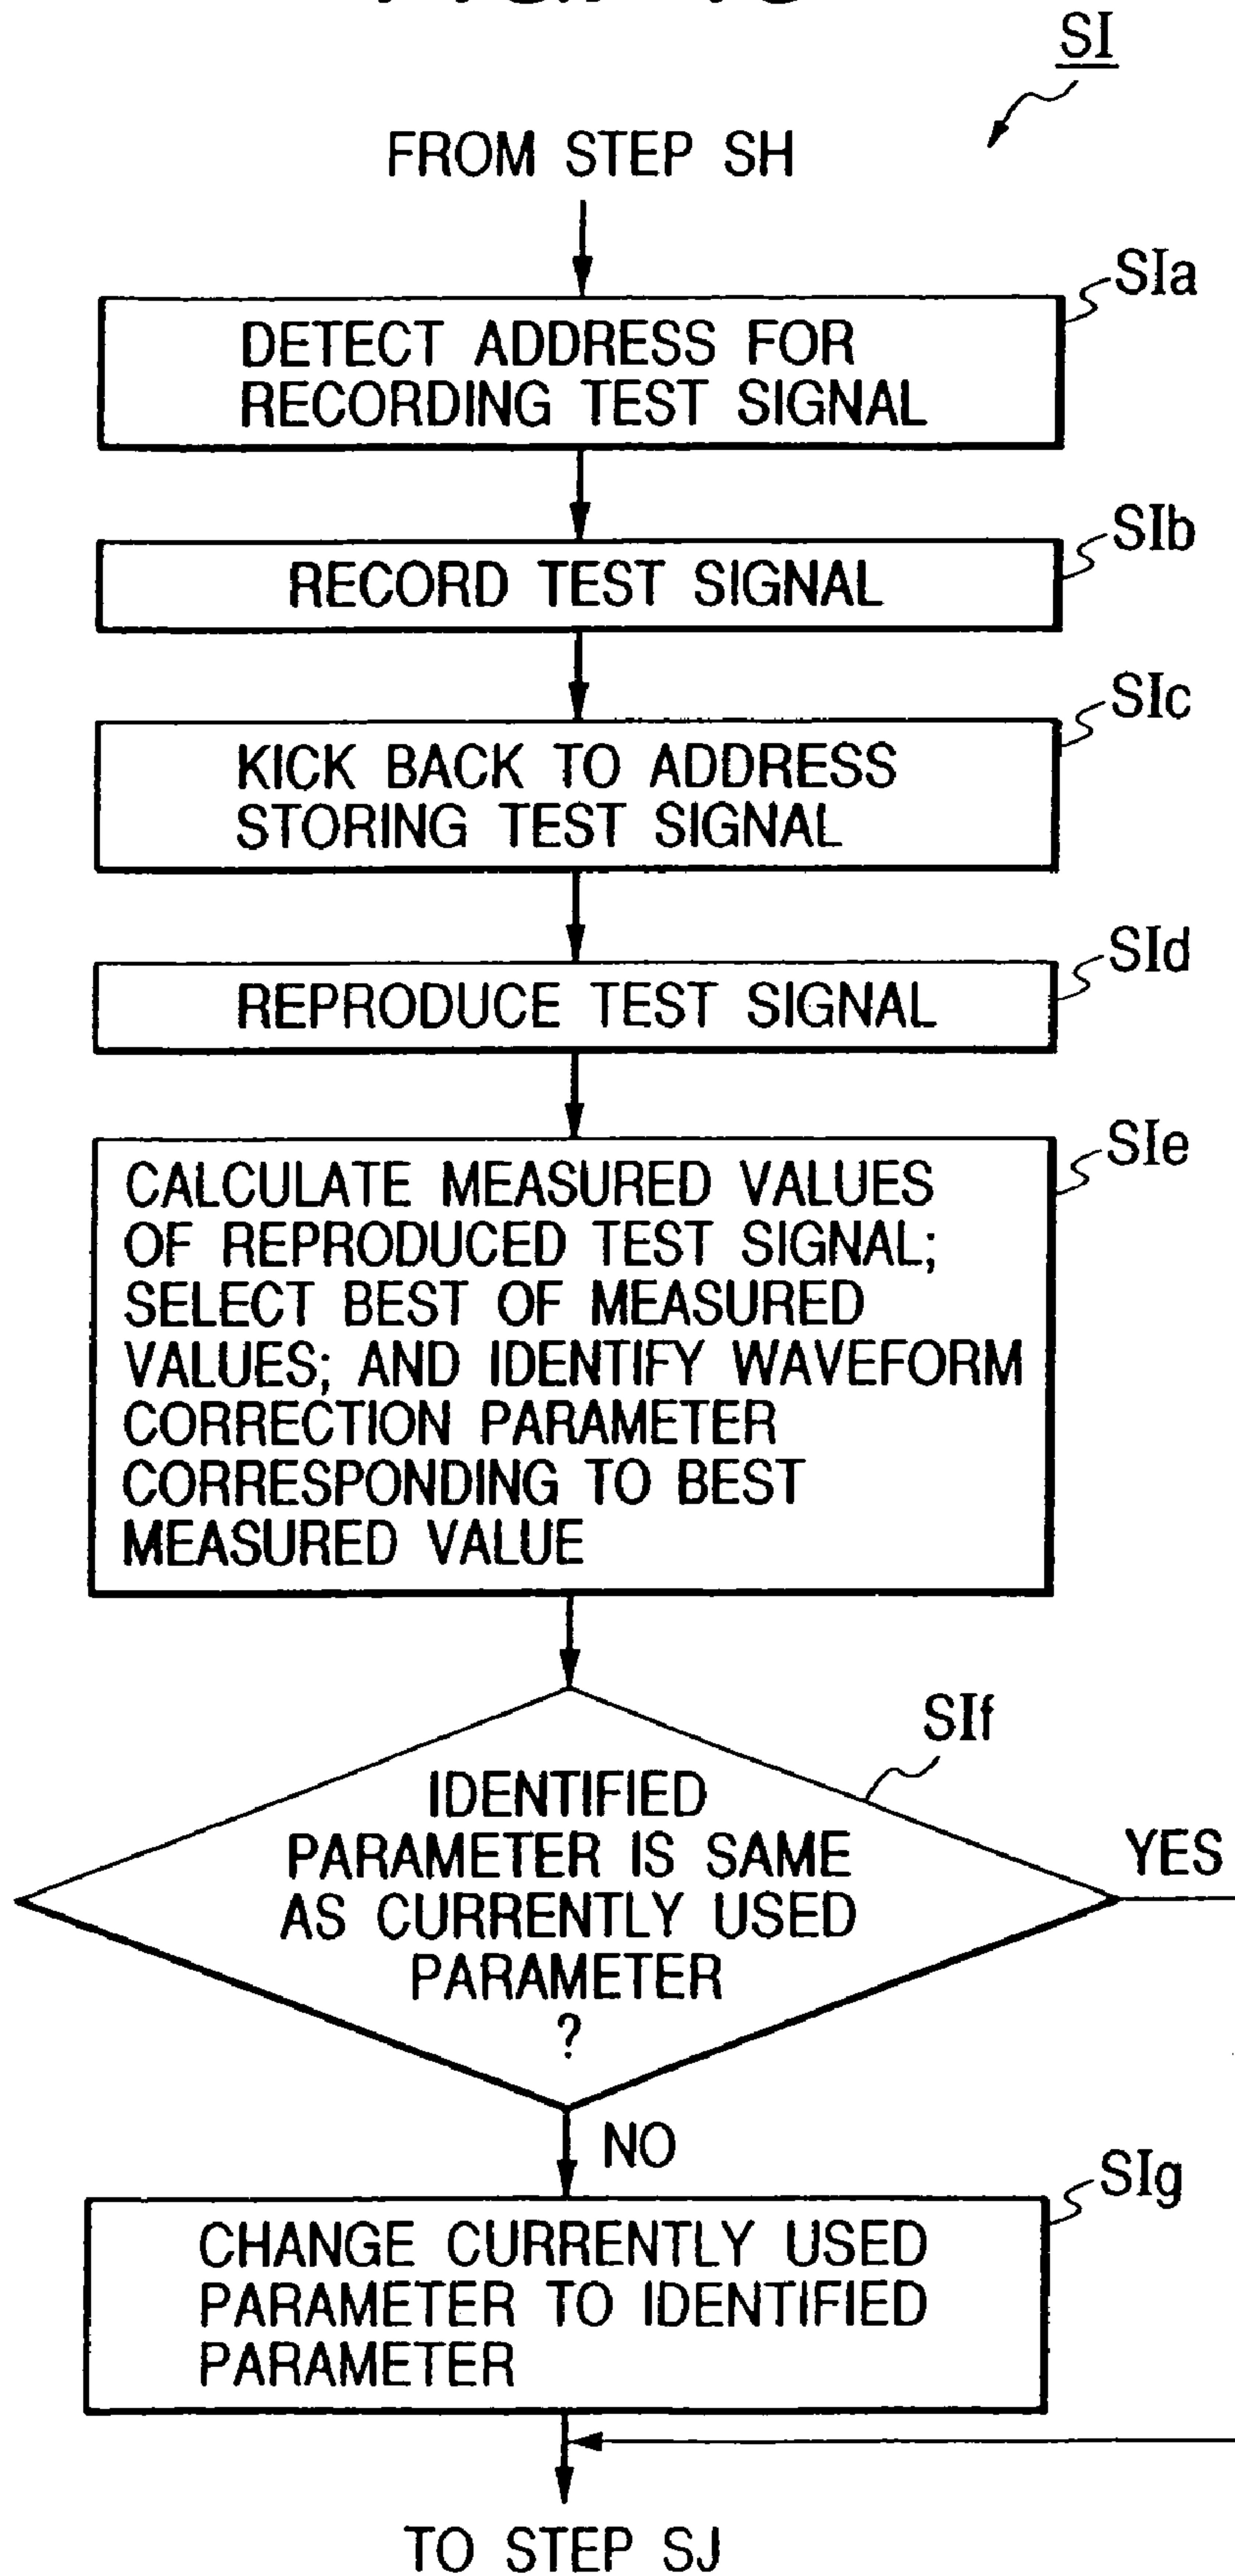 SI
FROM STEP SH
SIa
DETECT ADDRESS FOR
RECORDING TEST SIGNAL
SIb
RECORD TEST SIGNAL
SIc
KICK BACK TO ADDRESS
STORING TEST SIGNAL
SId
REPRODUCE TEST SIGNAL
SIe
CALCULATE MEASURED VALUES
OF REPRODUCED TEST SIGNAL;
SELECT BEST OF MEASURED
VALUES; AND IDENTIFY WAVEFORM
CORRECTION PARAMETER
CORRESPONDING TO BEST
MEASURED VALUE
SIf
IDENTIFIED
PARAMETER IS SAME
AS CURRENTLY USED
PARAMETER
?
YES
NO
SIg
CHANGE CURRENTLY USED
PARAMETER TO IDENTIFIED
PARAMETER
TO STEP SJ